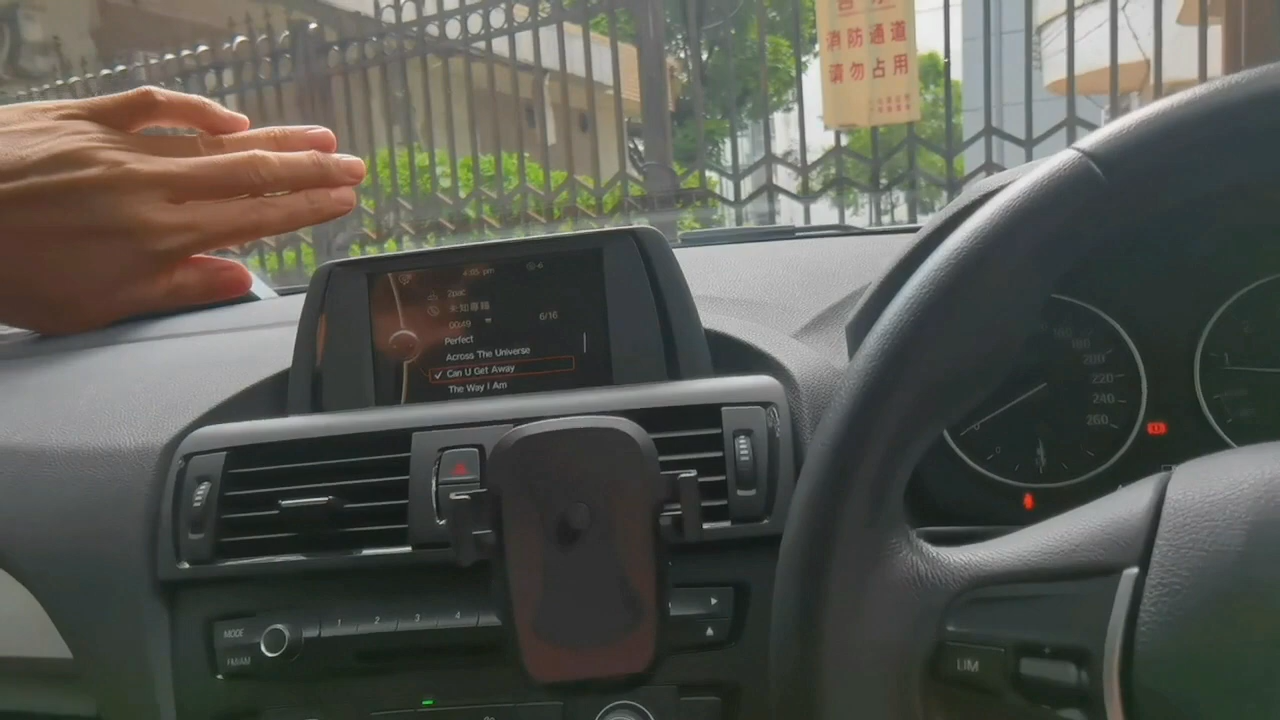 消防通道
请勿占用
4:05 pm
2pac
未知專輯
00:49
6/16
Perfect
Across The Universe
✓ Can U Get Away
The Way I Am
160
180
200
220
240
260
MODE
1 2 3 4
FM/AM
LIM